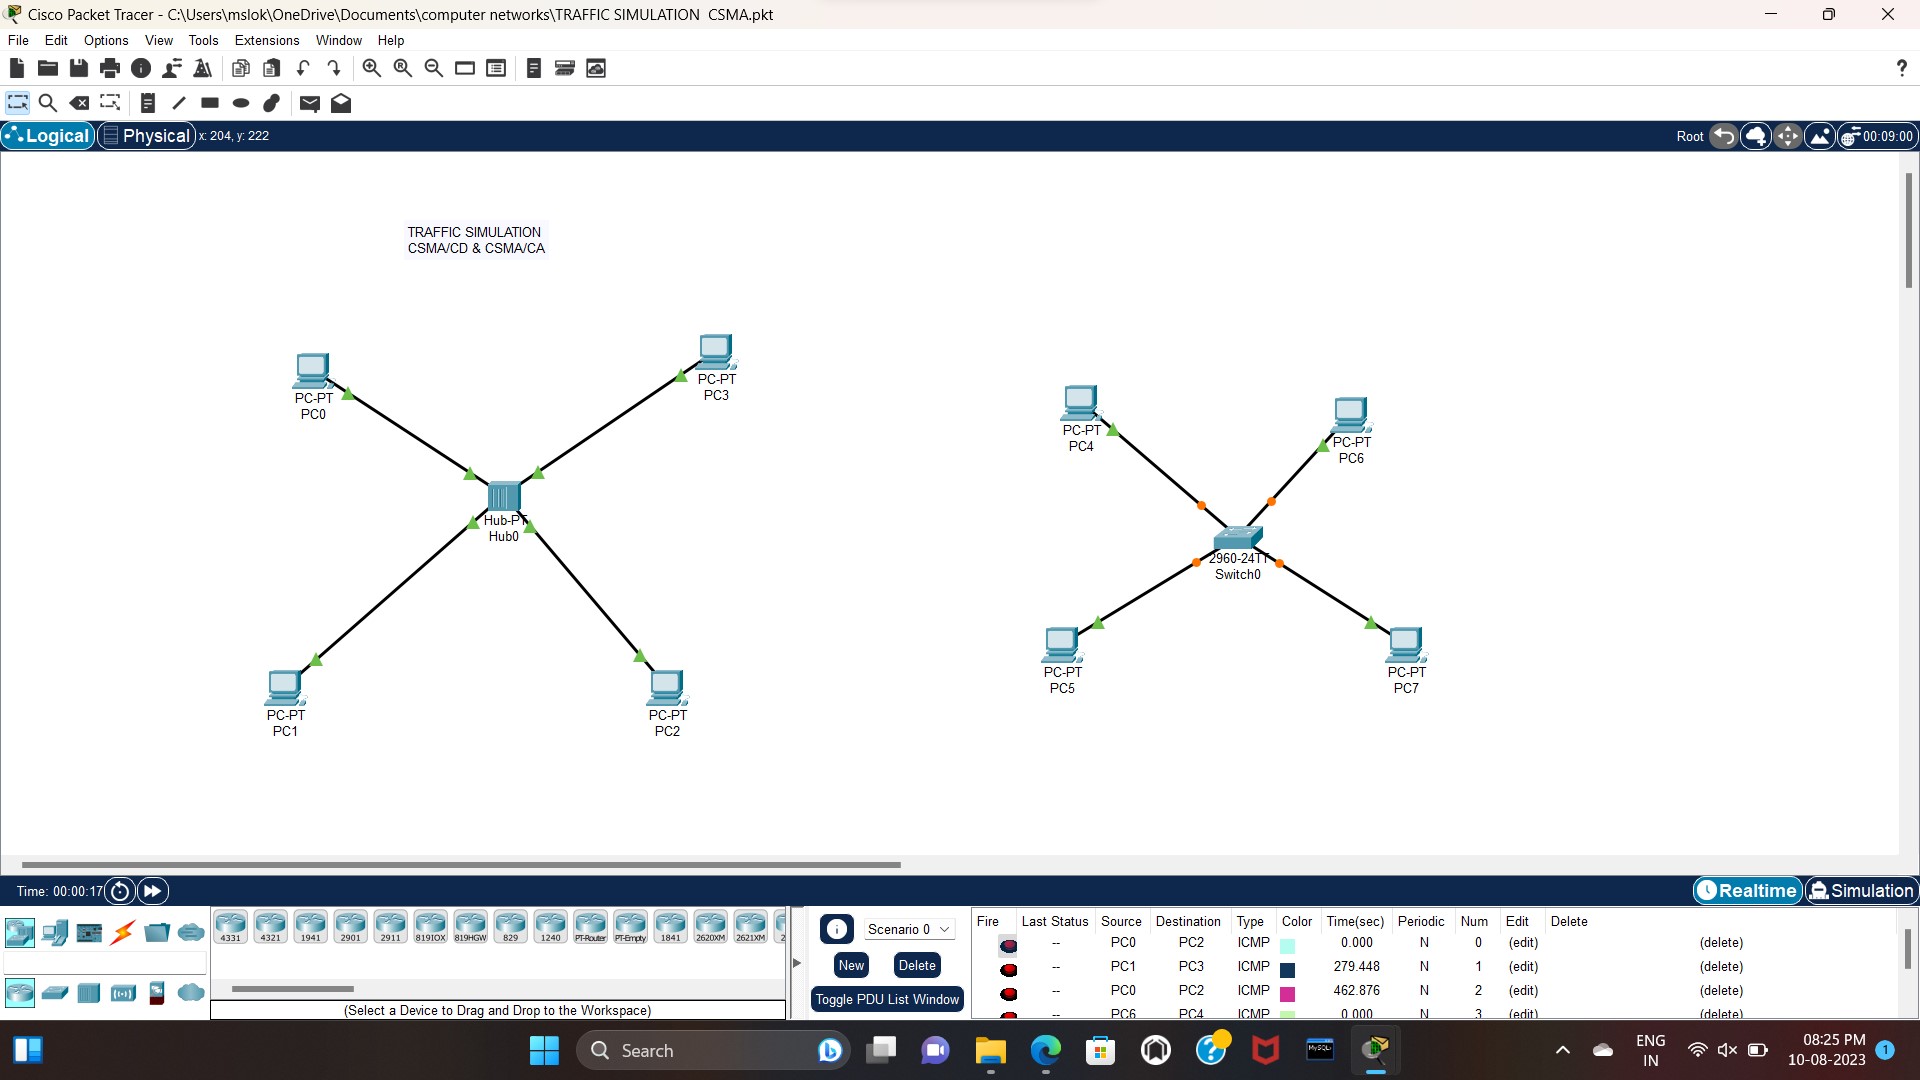 Cisco Packet Tracer - C:\Users\mslok\OneDrive\Documents\computer networks\TRAFFIC SIMULATION  CSMA.pkt
File Edit Options View Tools Extensions Window Help
?
Logical Physical x: 204, y: 222 Root 00:09:00
TRAFFIC SIMULATION
CSMA/CD & CSMA/CA
PC-PT
PC0
PC-PT
PC3
Hub-PT
Hub0
PC-PT
PC1
PC-PT
PC2
PC-PT
PC4
PC-PT
PC6
2960-24TT
Switch0
PC-PT
PC5
PC-PT
PC7
Time: 00:00:17 Realtime Simulation
4331 4321 1941 2901 2911 819IOX 819HGW 829 1240 PT-Router PT-Empty 1841 2620XM 2621XM 2
(Select a Device to Drag and Drop to the Workspace)
Scenario 0
New Delete
Toggle PDU List Window
Fire Last Status Source Destination Type Color Time(sec) Periodic Num Edit Delete
-- PC0 PC2 ICMP 0.000 N 0 (edit) (delete)
-- PC1 PC3 ICMP 279.448 N 1 (edit) (delete)
-- PC0 PC2 ICMP 462.876 N 2 (edit) (delete)
-- PC6 PC4 ICMP 0.000 N 3 (edit) (delete)
Search
MySQL
ENG
IN
08:25 PM
10-08-2023
1